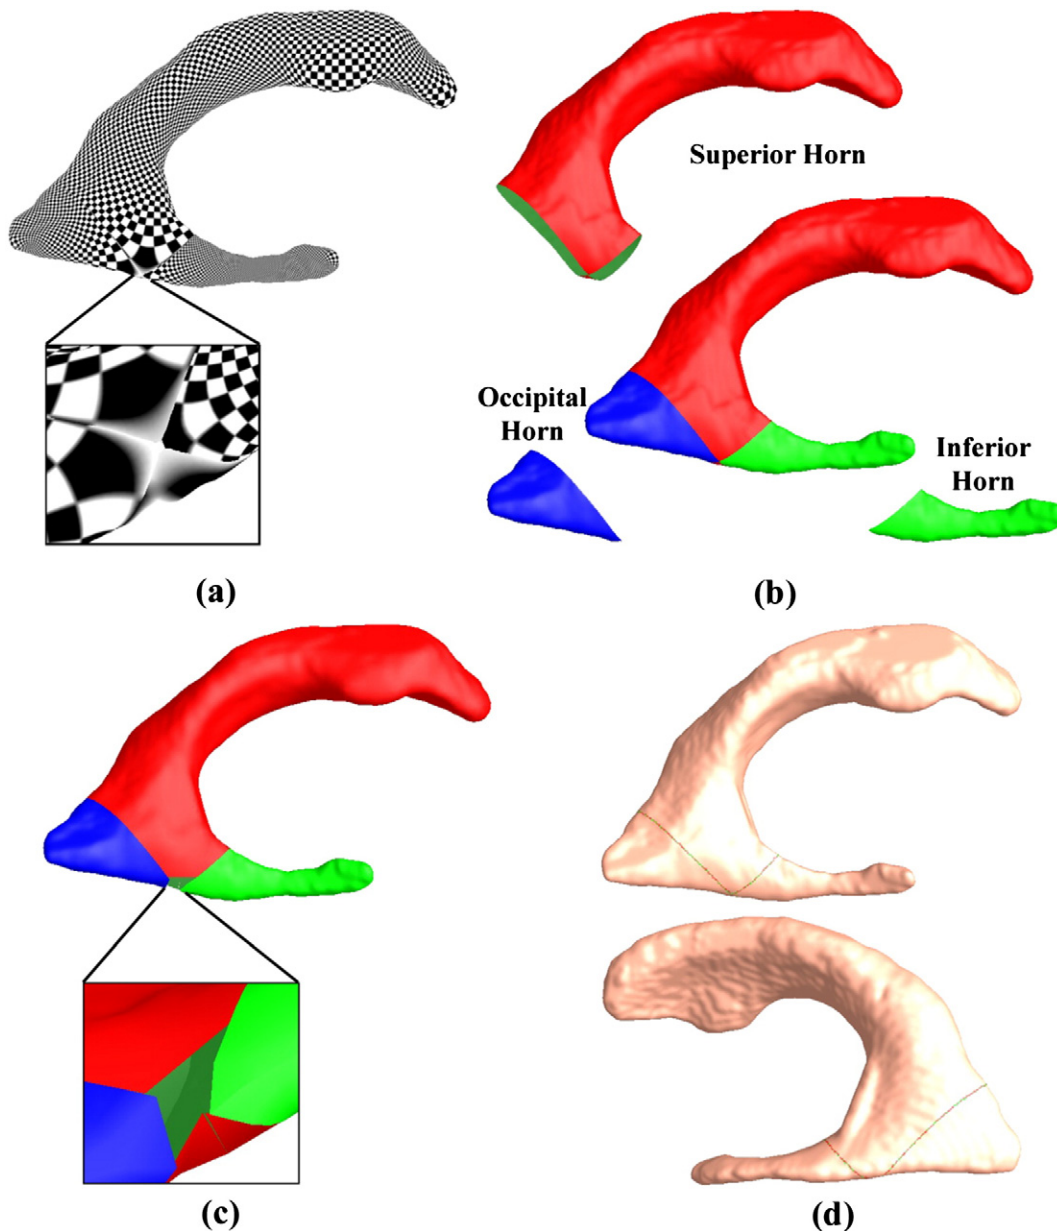 Superior Horn
Occipital
Horn
Inferior
Horn
(a)
(b)
(c)
(d)